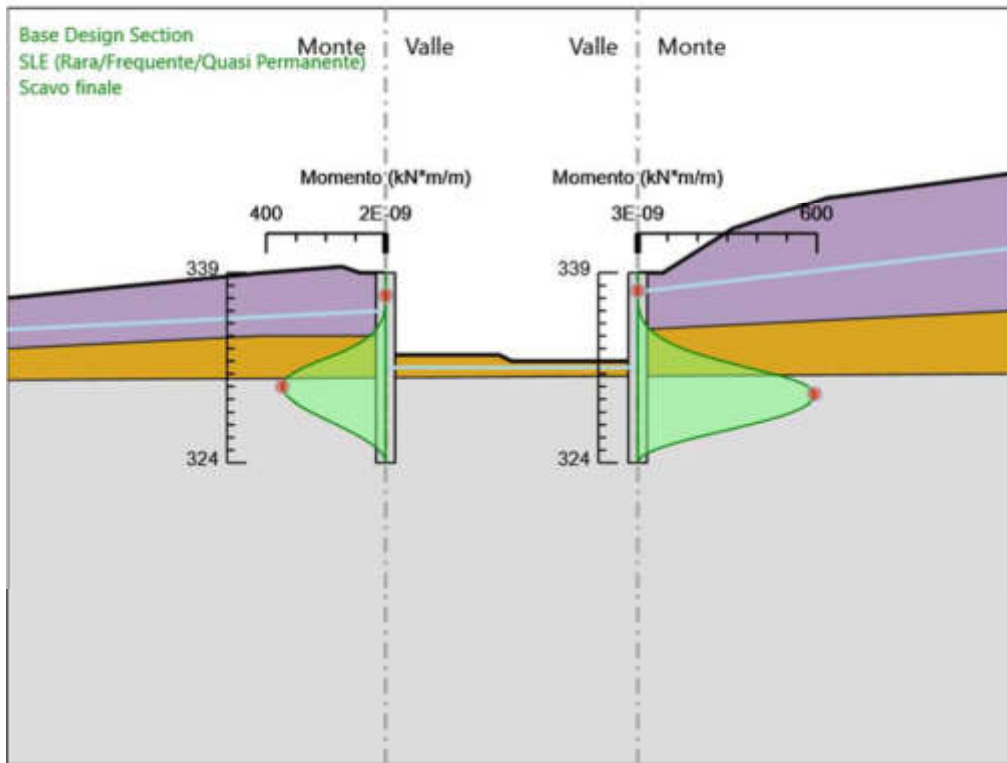 Base Design Section
SLE (Rara/Frequente/Quasi Permanente)
Scavo finale
Monte Valle Valle Monte
Momento (kN*m/m) Momento (kN*m/m)
400 2E-09 3E-09 600
339 339
324 324